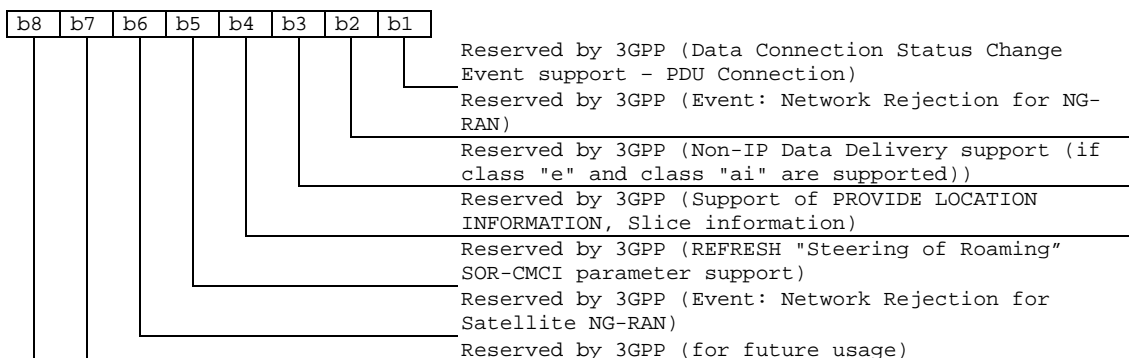 b8 b7 b6 b5 b4 b3 b2 b1
Reserved by 3GPP (Data Connection Status Change
Event support – PDU Connection)
Reserved by 3GPP (Event: Network Rejection for NG-
RAN)
Reserved by 3GPP (Non-IP Data Delivery support (if
class "e" and class "ai" are supported))
Reserved by 3GPP (Support of PROVIDE LOCATION
INFORMATION, Slice information)
Reserved by 3GPP (REFRESH "Steering of Roaming”
SOR-CMCI parameter support)
Reserved by 3GPP (Event: Network Rejection for
Satellite NG-RAN)
Reserved by 3GPP (for future usage)